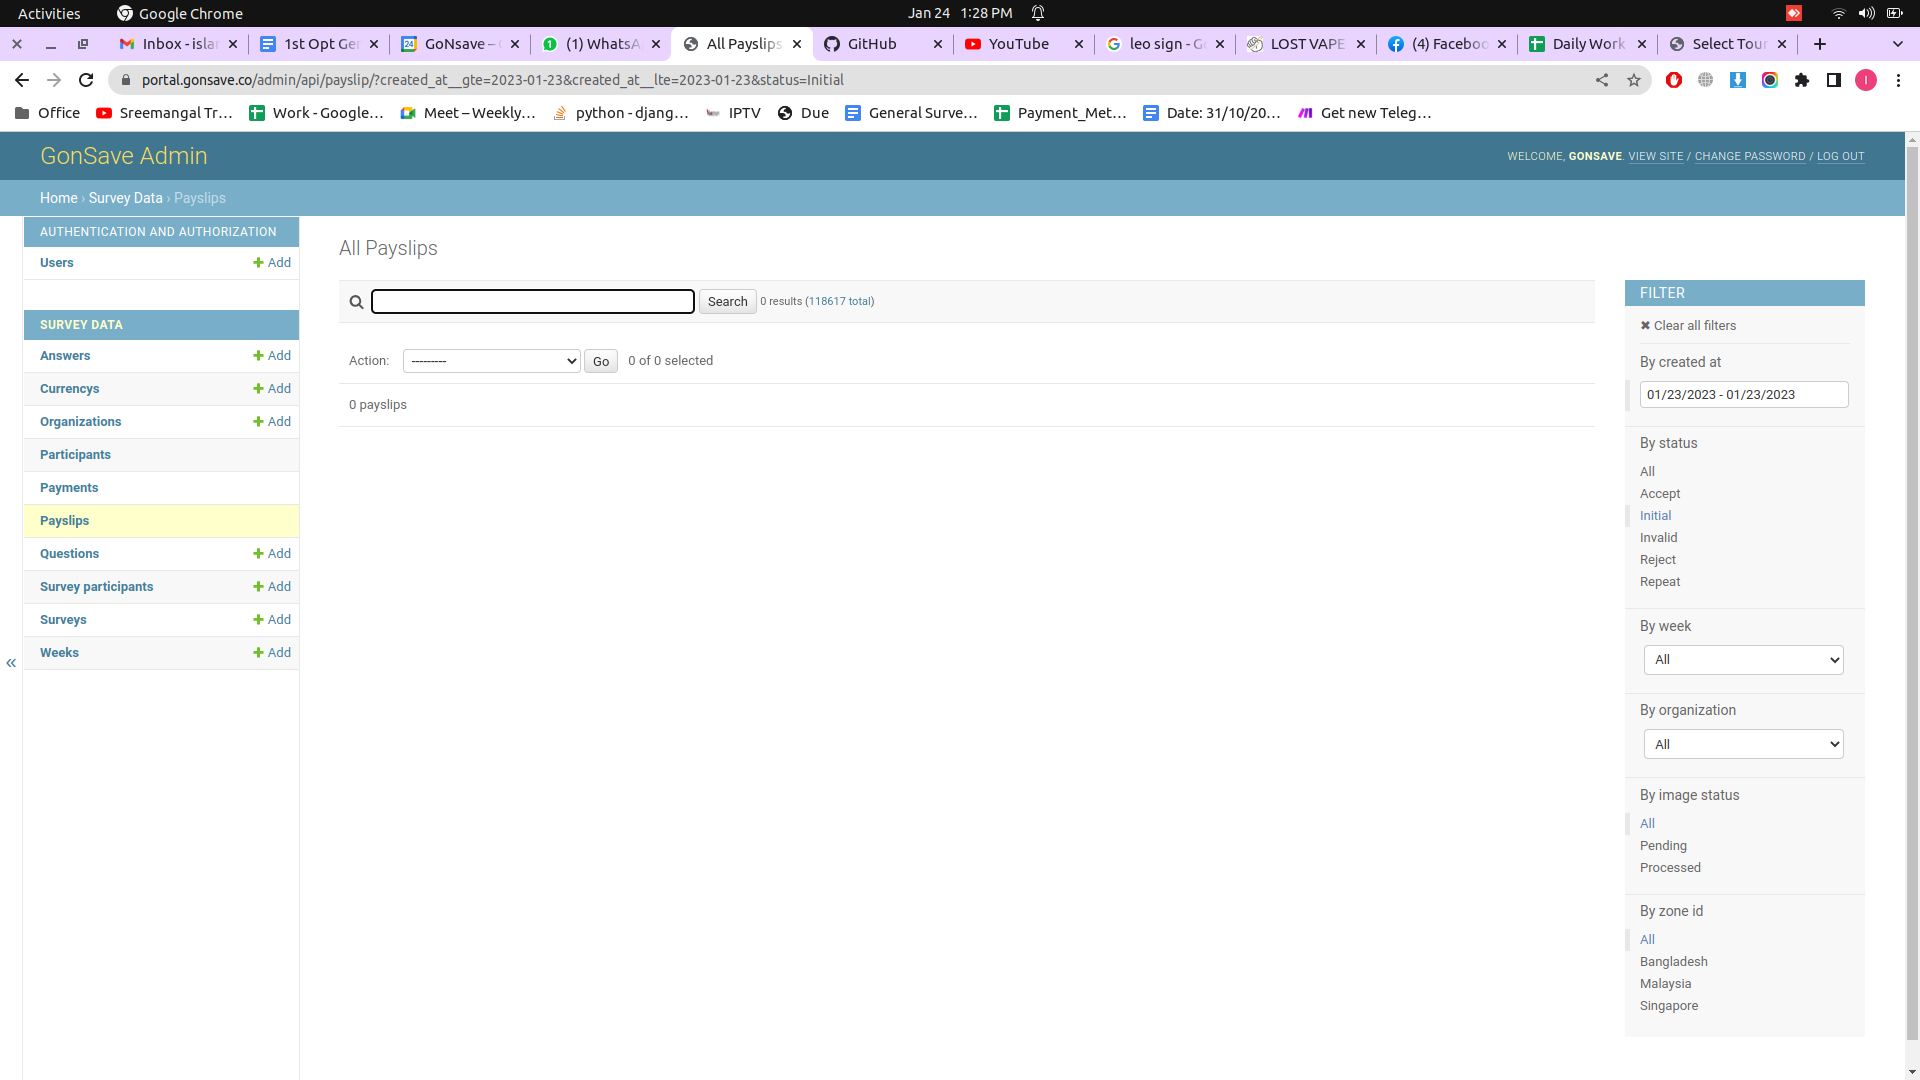 Activities
Google Chrome
Jan 24 1:28 PM
Inbox - isla
1st Opt Ge
24 GoNsave –
1 (1) WhatsA
All Payslips
GitHub
YouTube
leo sign - G
LOST VAPE
(4) Faceboo
Daily Work
Select Tour
portal.gonsave.co/admin/api/payslip/?created_at__gte=2023-01-23&created_at__lte=2023-01-23&status=Initial
I
Office
Sreemangal Tr...
Work - Google...
Meet – Weekly...
python - djang...
IPTV
Due
General Surve...
Payment_Met...
Date: 31/10/20...
Get new Teleg...
GonSave Admin
WELCOME, GONSAVE. VIEW SITE / CHANGE PASSWORD / LOG OUT
Home › Survey Data › Payslips
AUTHENTICATION AND AUTHORIZATION
Users + Add
SURVEY DATA
Answers + Add
Currencys + Add
Organizations + Add
Participants
Payments
Payslips
Questions + Add
Survey participants + Add
Surveys + Add
Weeks + Add
«
All Payslips
Search 0 results (118617 total)
Action: --------- Go 0 of 0 selected
0 payslips
FILTER
✖ Clear all filters
By created at
01/23/2023 - 01/23/2023
By status
All
Accept
Initial
Invalid
Reject
Repeat
By week
All
By organization
All
By image status
All
Pending
Processed
By zone id
All
Bangladesh
Malaysia
Singapore